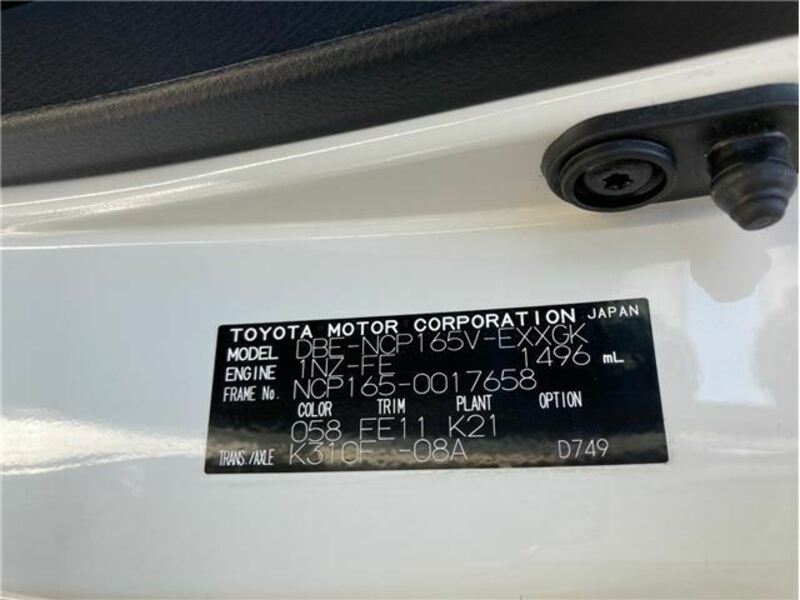 TOYOTA MOTOR CORPORATION JAPAN
MODEL DBE-NCP165V-EXXGK
ENGINE 1NZ-FE 1496 mL
FRAME No. NCP165-0017658
COLOR TRIM PLANT OPTION
058 EE11 K21
TRANS./AXLE K310F -08A D749